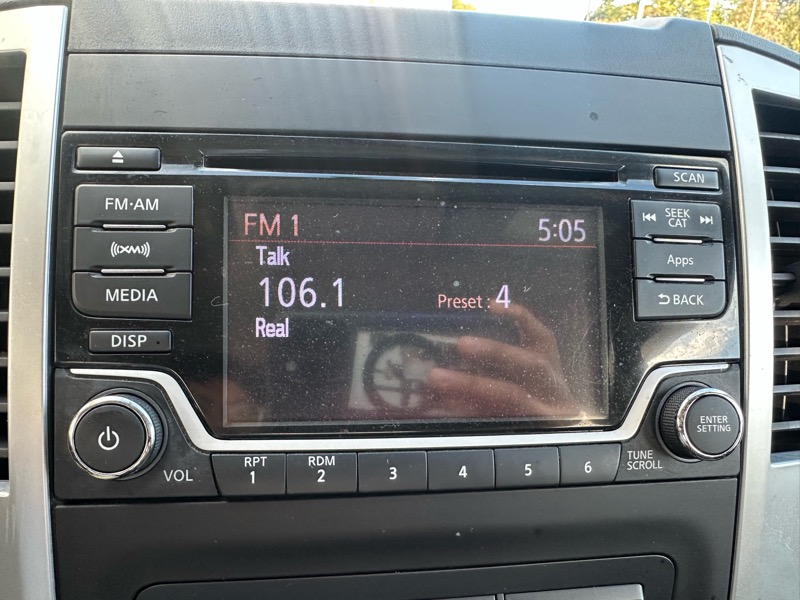 SCAN
FM·AM
XM
MEDIA
DISP
FM 1 5:05
Talk
106.1 Preset : 4
Real
SEEK
CAT
Apps
BACK
VOL
RPT
1
RDM
2
3
4
5
6
TUNE
SCROLL
ENTER
SETTING